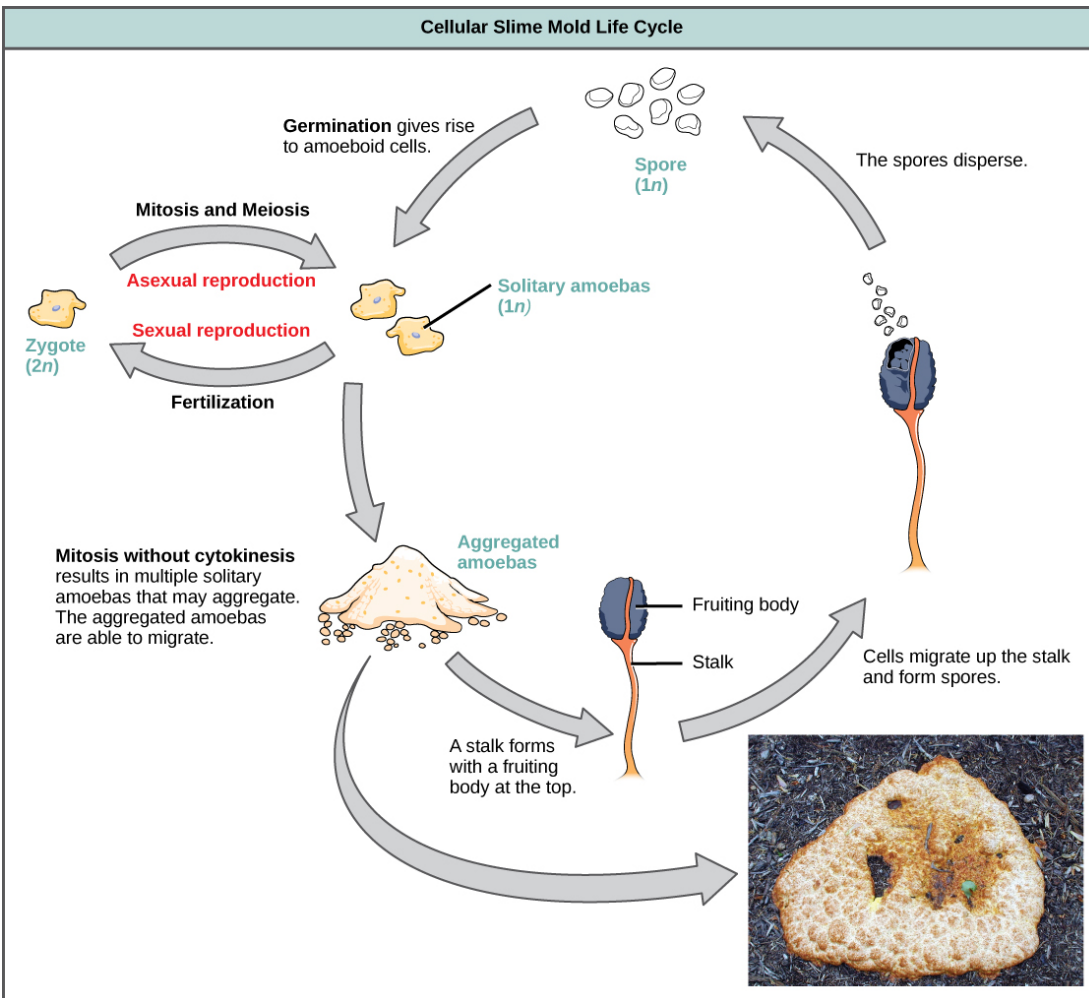 Cellular Slime Mold Life Cycle
Germination gives rise
to amoeboid cells.
Spore
(1n)
The spores disperse.
Mitosis and Meiosis
Asexual reproduction
Solitary amoebas
(1n)
Sexual reproduction
Zygote
(2n)
Fertilization
Mitosis without cytokinesis
results in multiple solitary
amoebas that may aggregate.
The aggregated amoebas
are able to migrate.
Aggregated
amoebas
Fruiting body
Stalk
Cells migrate up the stalk
and form spores.
A stalk forms
with a fruiting
body at the top.